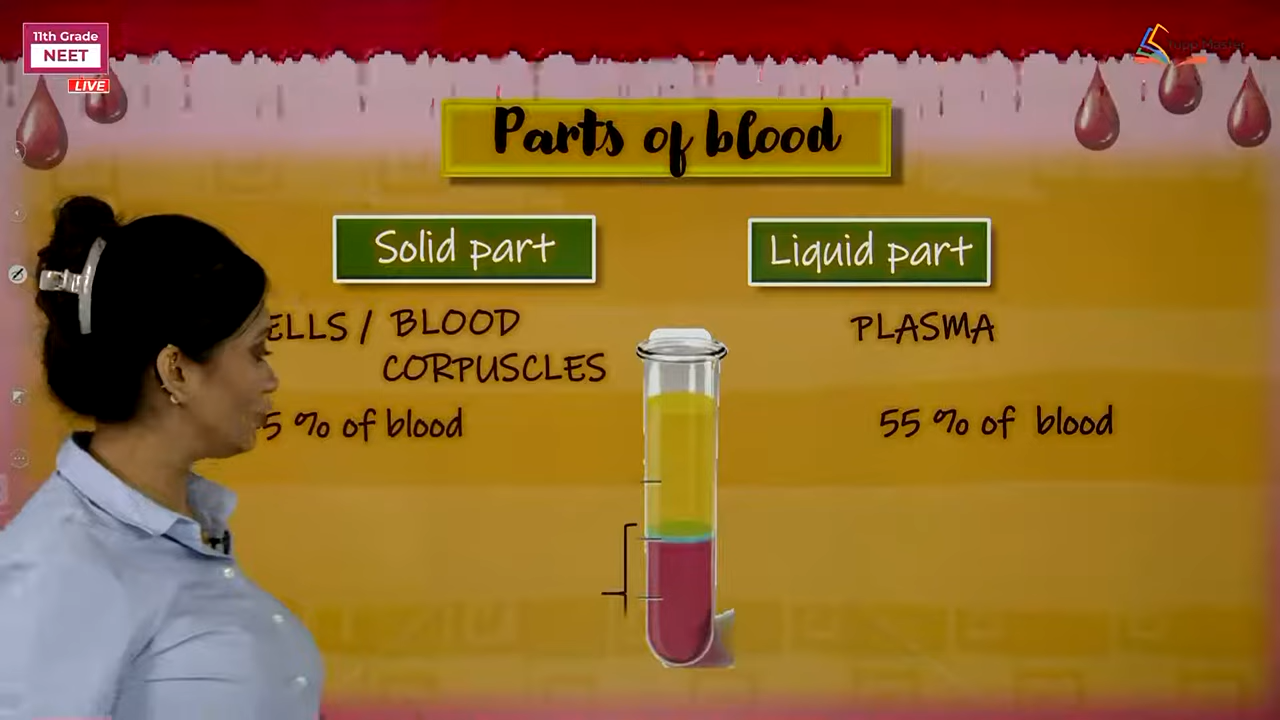 11th Grade
NEET
LIVE
Parts of blood
Solid part
Liquid part
ELLS / BLOOD
CORPUSCLES
PLASMA
5 % of blood
55 % of blood